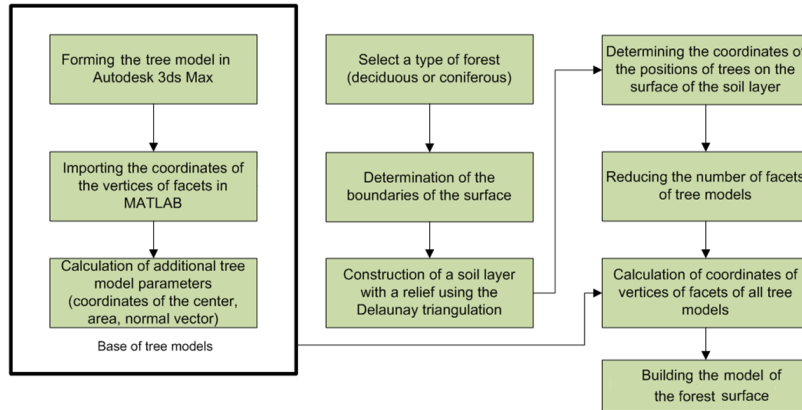 Forming the tree model in
Autodesk 3ds Max
Importing the coordinates of
the vertices of facets in
MATLAB
Calculation of additional tree
model parameters
(coordinates of the center,
area, normal vector)
Base of tree models
Select a type of forest
(deciduous or coniferous)
Determination of the
boundaries of the surface
Construction of a soil layer
with a relief using the
Delaunay triangulation
Determining the coordinates of
the positions of trees on the
surface of the soil layer
Reducing the number of facets
of tree models
Calculation of coordinates of
vertices of facets of all tree
models
Building the model of
the forest surface